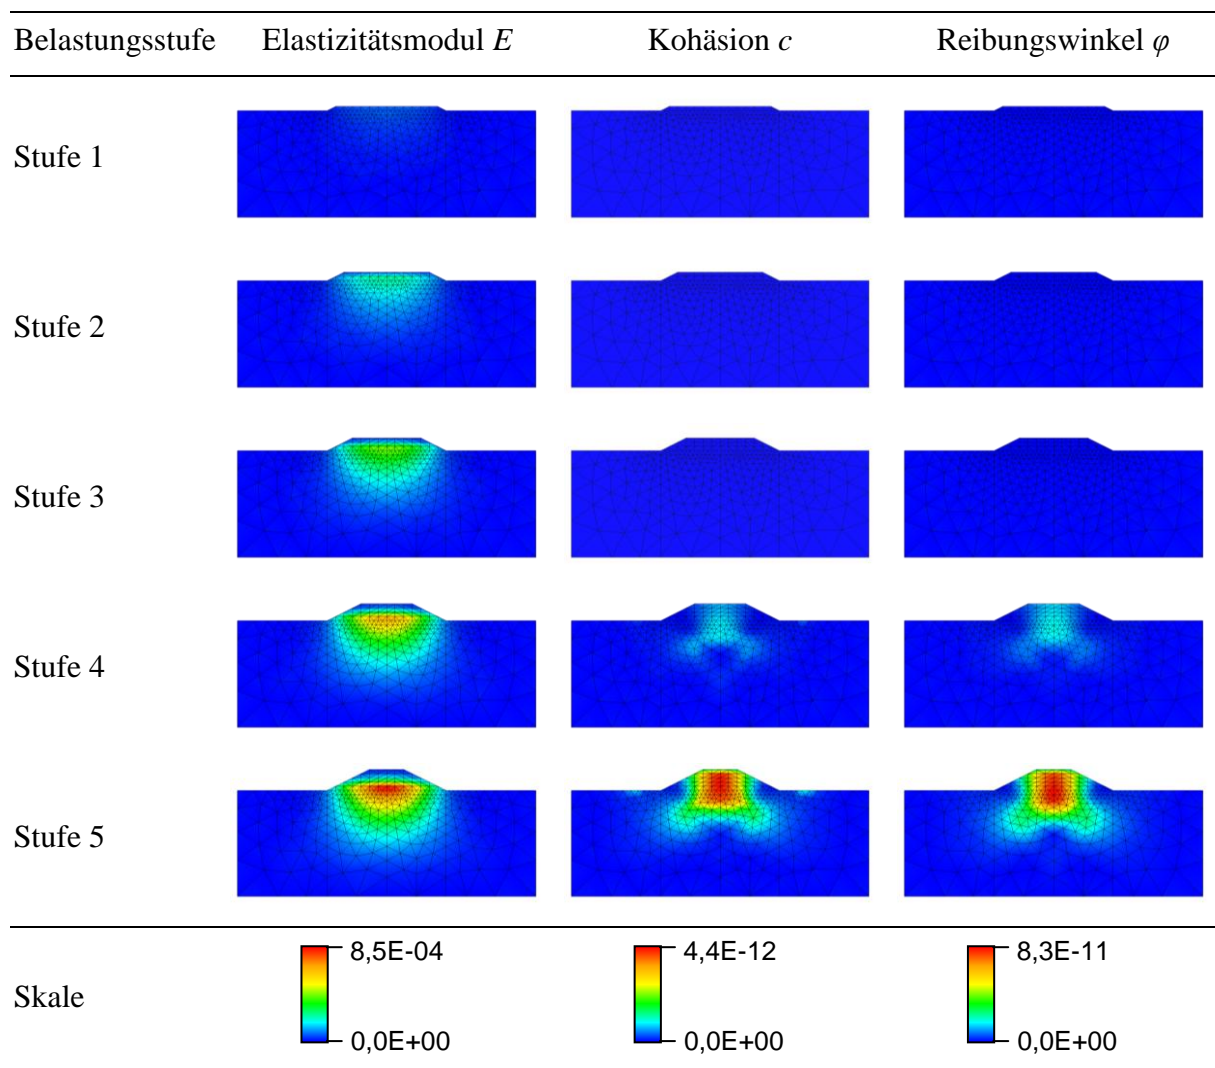 Belastungsstufe Elastizitätsmodul E Kohäsion c Reibungswinkel φ
Stufe 1
Stufe 2
Stufe 3
Stufe 4
Stufe 5
8,5E-04 4,4E-12 8,3E-11
Skale
0,0E+00 0,0E+00 0,0E+00